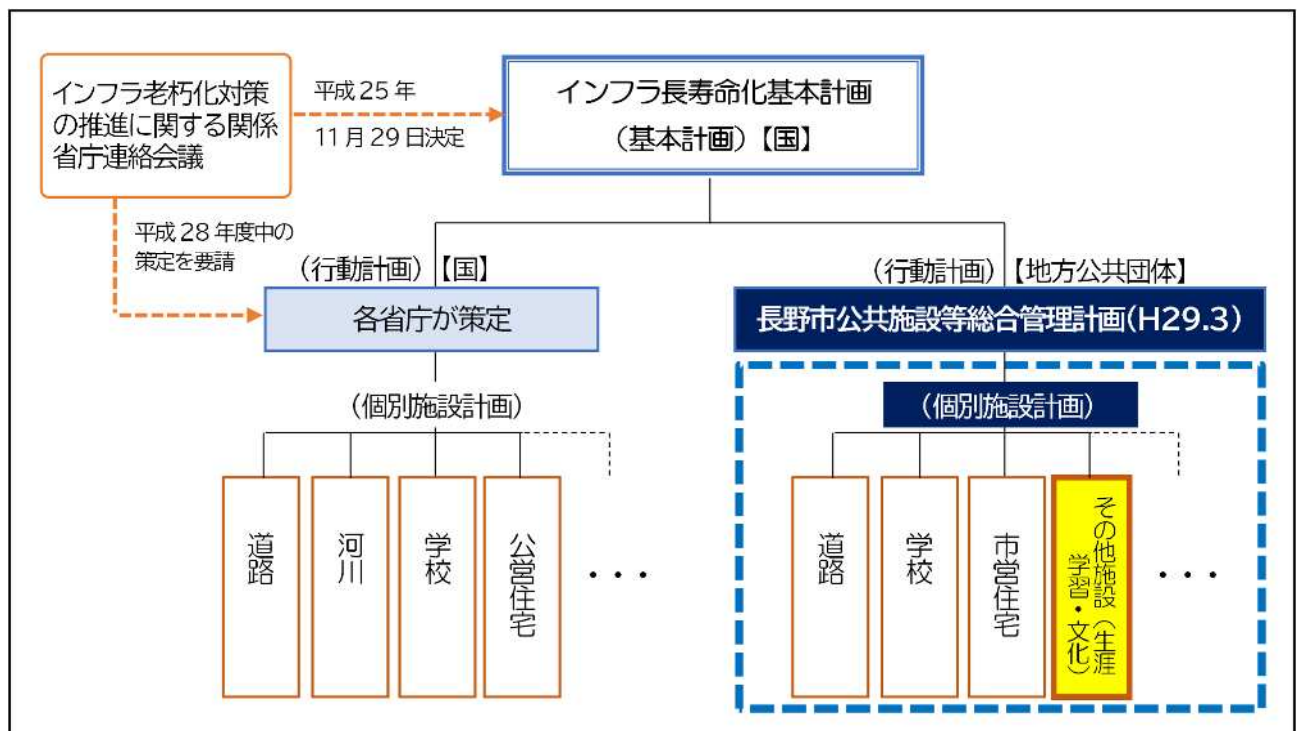 インフラ老朽化対策
の推進に関する関係
省庁連絡会議
平成25年
11月29日決定
インフラ長寿命化基本計画
(基本計画)【国】
平成28年度中の
策定を要請
(行動計画)【国】
各省庁が策定
(行動計画)【地方公共団体】
長野市公共施設等総合管理計画(H29.3)
(個別施設計画)
道路
河川
学校
公営住宅
・・・
(個別施設計画)
道路
学校
市営住宅
その他施設(生涯
学習・文化)
・・・